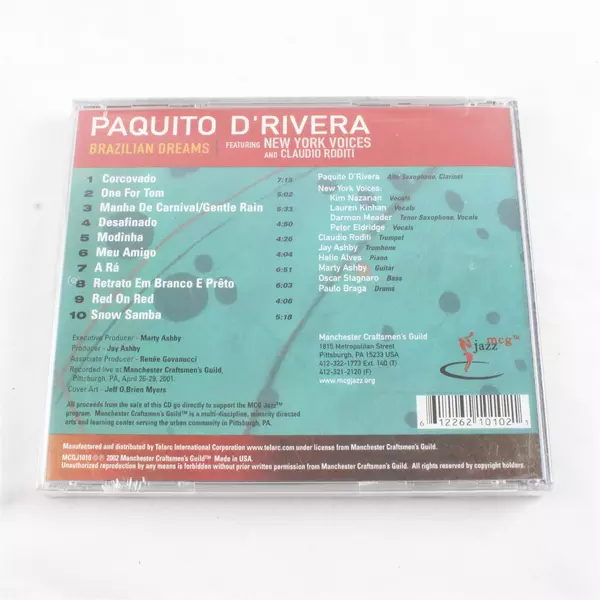 PAQUITO D'RIVERA
BRAZILIAN DREAMS
FEATURING NEW YORK VOICES
AND CLAUDIO RODITI
1 Corcovado 7:15
2 One For Tom 5:02
3 Manha De Carnival/Gentle Rain 6:33
4 Desafinado 4:50
5 Modinha 4:26
6 Meu Amigo 4:04
7 A Rã 6:51
8 Retrato Em Branco E Prêto 6:03
9 Red On Red 4:06
10 Snow Samba 5:18
Paquito D'Rivera Alto Saxophone, Clarinet
New York Voices:
Kim Nazarian Vocals
Lauren Kinhan Vocals
Darmon Meader Tenor Saxophone, Vocals
Peter Eldridge Vocals
Claudio Roditi Trumpet
Jay Ashby Trombone
Helio Alves Piano
Marty Ashby Guitar
Oscar Stagnaro Bass
Paulo Braga Drums
Executive Producer - Marty Ashby
Producer - Jay Ashby
Associate Producer - Renée Govanucci
Recorded live at Manchester Craftsmen's Guild,
Pittsburgh, PA, April 26-29, 2001.
Cover Art - Jeff O.Brien Myers
Manchester Craftsmen's Guild
1815 Metropolitan Street
Pittsburgh, PA 15233 USA
412-322-1773 Ext. 140 (T)
412-321-2120 (F)
www.mcgjazz.org
mcg™
jazz
All proceeds from the sale of this CD go directly to support the MCG Jazz™
program. Manchester Craftsmen's Guild™ is a multi-discipline, minority directed
arts and learning center serving the urban community in Pittsburgh, PA.
6 12262 10102 1
Manufactured and distributed by Telarc International Corporation www.telarc.com under license from Manchester Craftsmen's Guild.
MCGJ1010 ©℗ 2002 Manchester Craftsmen's Guild™ Made in USA.
Unauthorized reproduction by any means is forbidden without prior written permission from Manchester Craftsmen's Guild. All rights reserved by copyright holders.